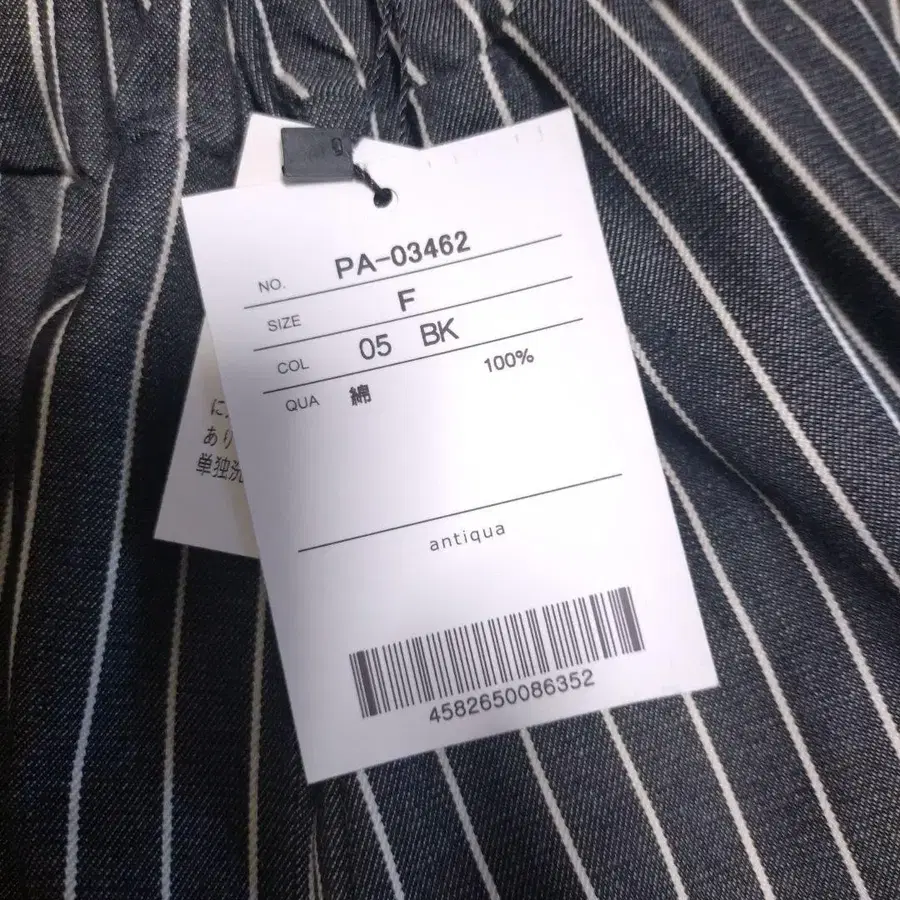 NO. PA-03462
SIZE F
COL 05 BK
QUA 綿 100%
antiqua
4582650086352
に
あり
単独洗